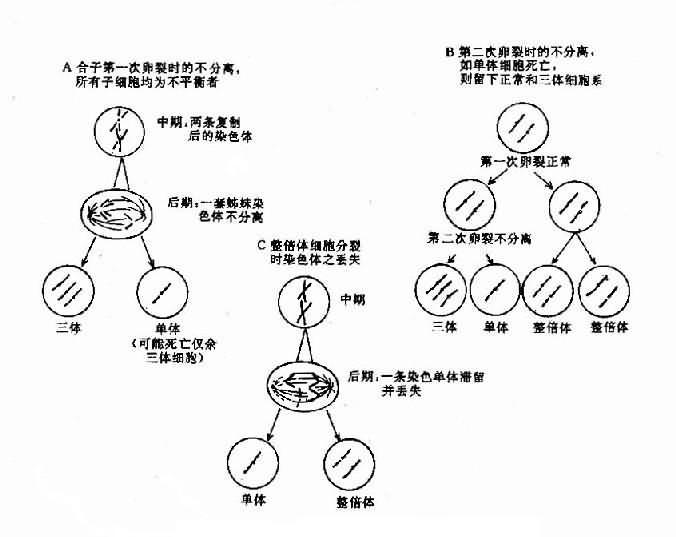 A 合子第一次卵裂时的不分离,
所有子细胞均为不平衡者
中期:两条复制
后的染色体
后期:一套姊妹染
色体不分离
三体
单体
(可能死亡仅余
三体细胞)
B 第二次卵裂时的不分离,
如单体细胞死亡,
则留下正常和三体细胞系
第一次卵裂正常
第二次卵裂不分离
三体
单体
整倍体
整倍体
C 整倍体细胞分裂
时染色体之丢失
中期
后期:一条染色单体滞留
并丢失
单体
整倍体